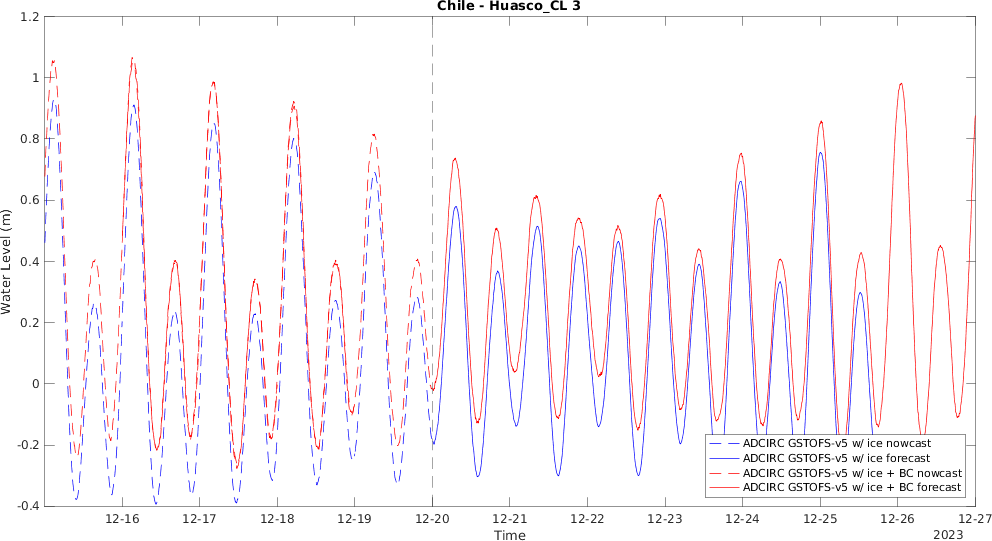 Chile - Huasco_CL 3
Water Level (m)
1.2
1
0.8
0.6
0.4
0.2
0
-0.2
-0.4
ADCIRC GSTOFS-v5 w/ ice nowcast
ADCIRC GSTOFS-v5 w/ ice forecast
ADCIRC GSTOFS-v5 w/ ice + BC nowcast
ADCIRC GSTOFS-v5 w/ ice + BC forecast
12-16 12-17 12-18 12-19 12-20 12-21 12-22 12-23 12-24 12-25 12-26 12-27
Time
2023